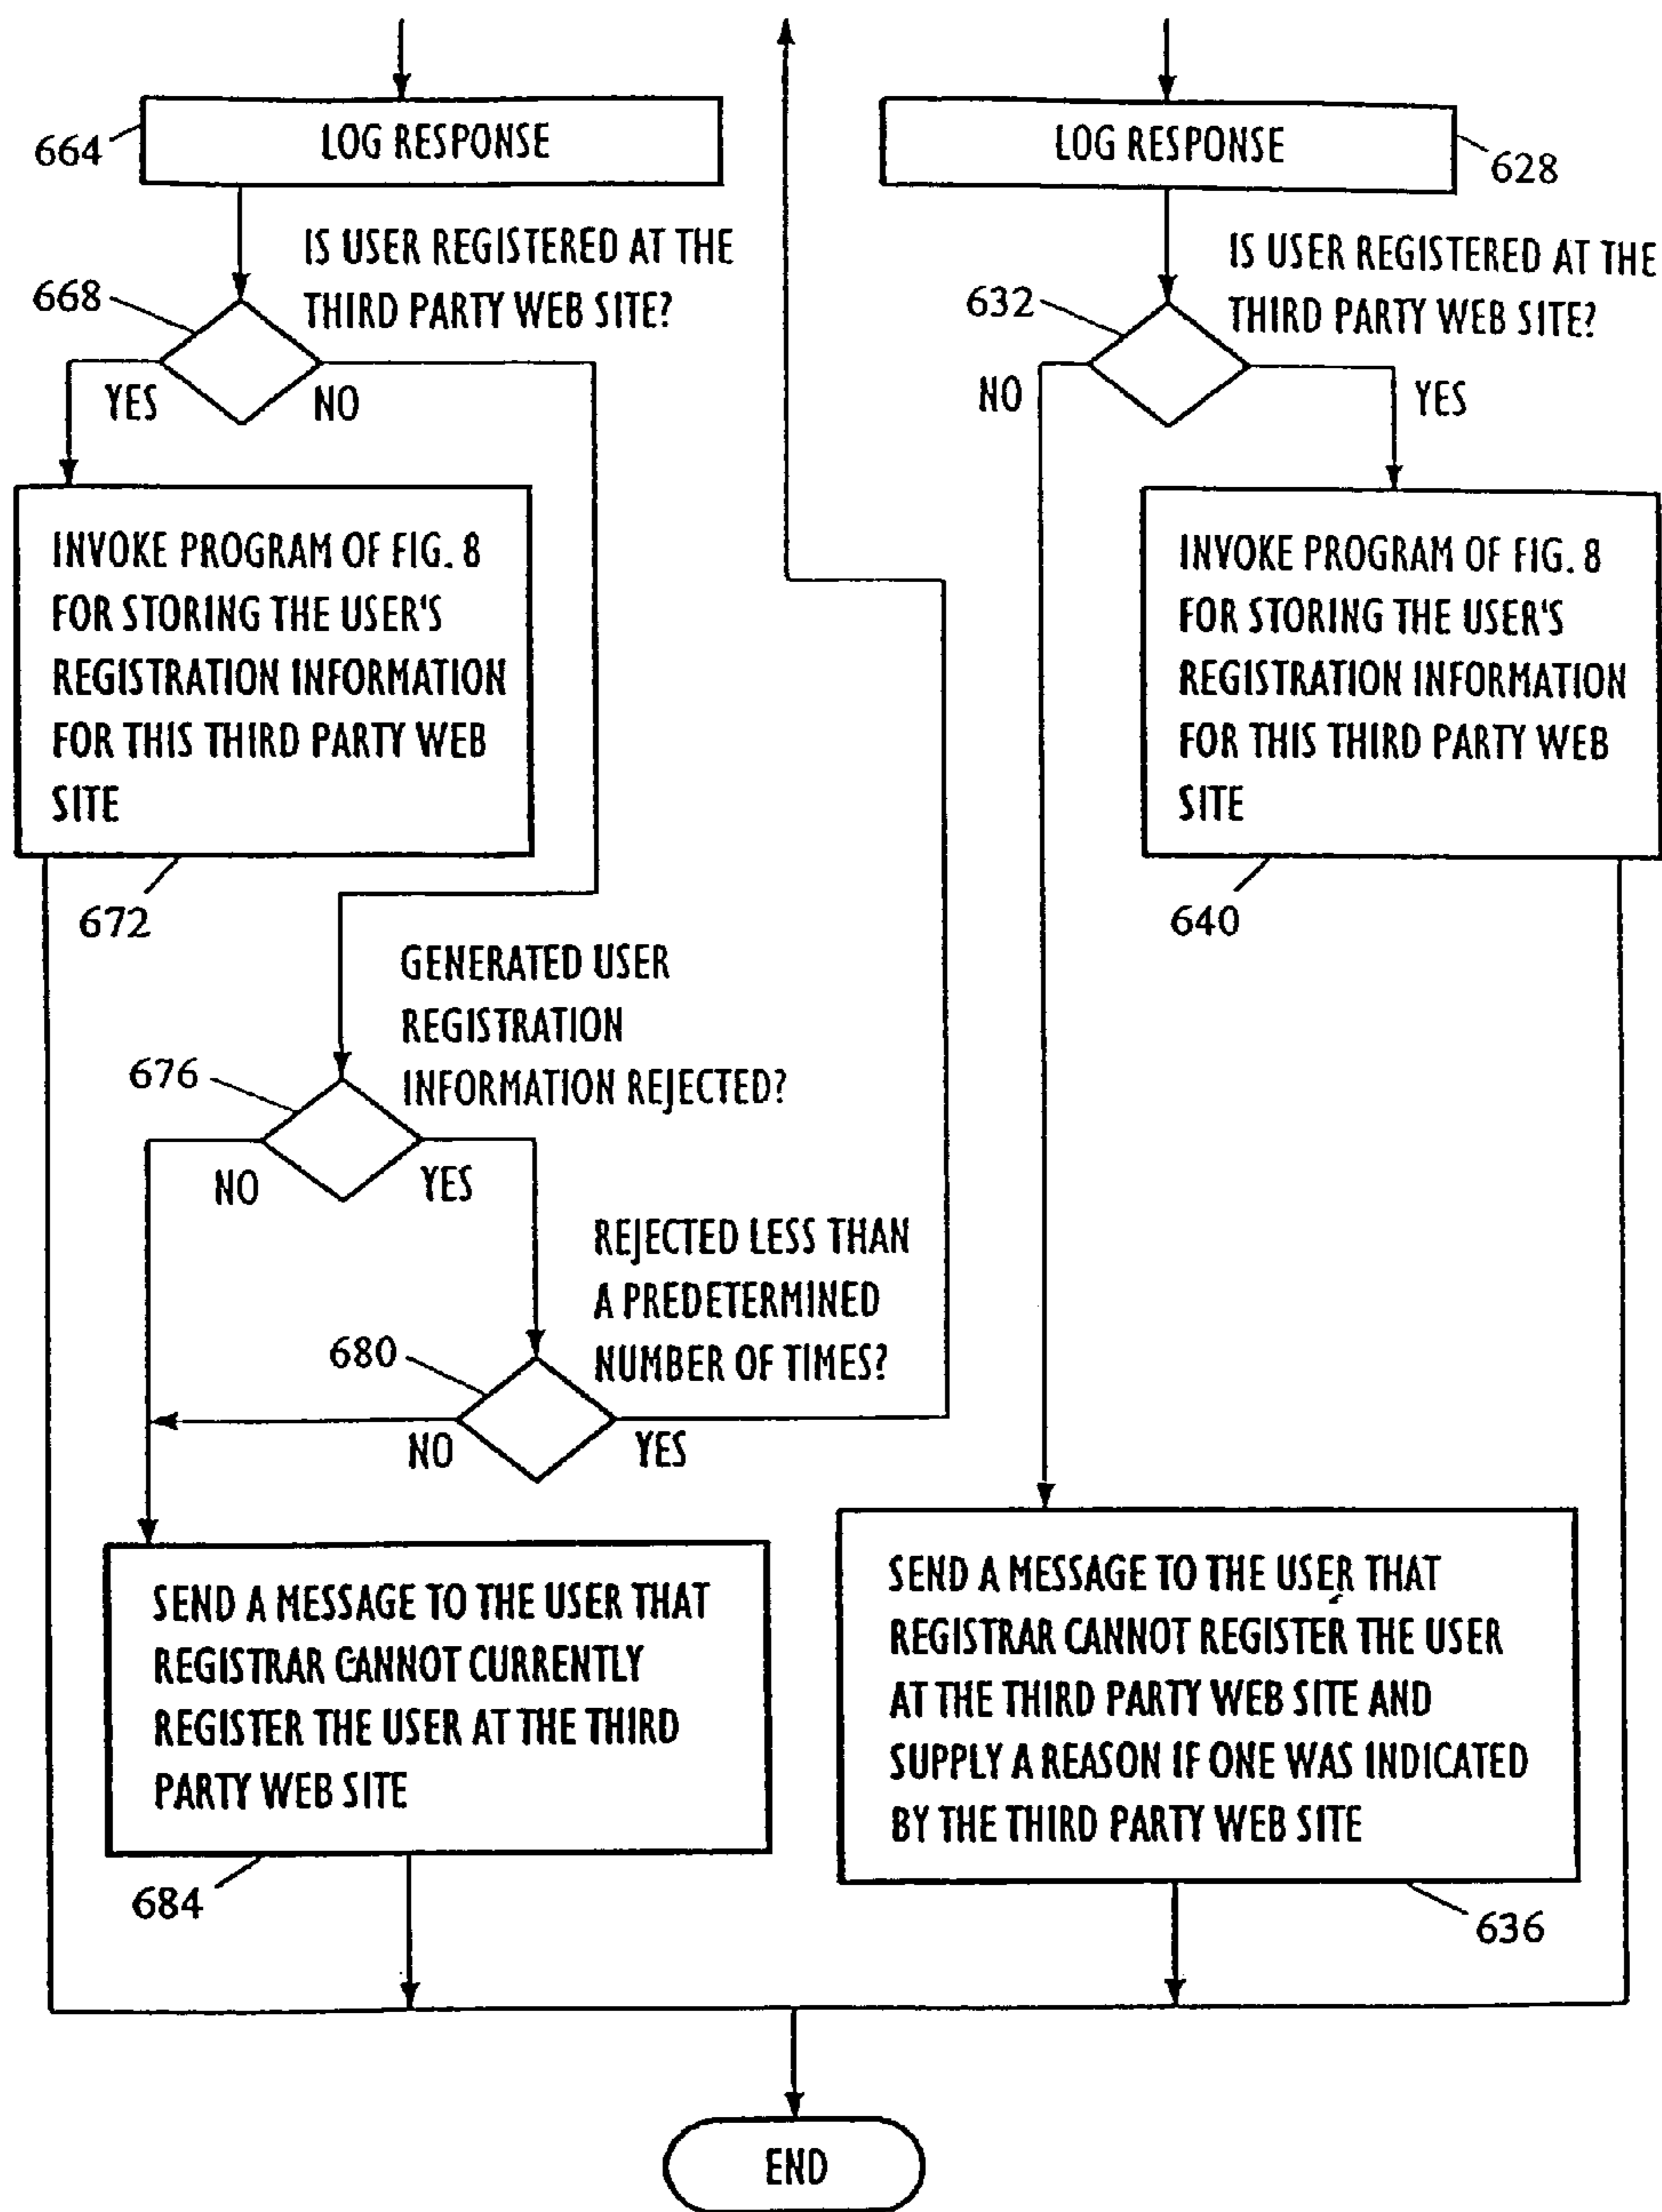 LOG RESPONSE
664
LOG RESPONSE
628
IS USER REGISTERED AT THE
THIRD PARTY WEB SITE?
668
YES
NO
IS USER REGISTERED AT THE
THIRD PARTY WEB SITE?
632
NO
YES
INVOKE PROGRAM OF FIG. 8
FOR STORING THE USER'S
REGISTRATION INFORMATION
FOR THIS THIRD PARTY WEB
SITE
672
INVOKE PROGRAM OF FIG. 8
FOR STORING THE USER'S
REGISTRATION INFORMATION
FOR THIS THIRD PARTY WEB
SITE
640
GENERATED USER
REGISTRATION
INFORMATION REJECTED?
676
NO
YES
REJECTED LESS THAN
A PREDETERMINED
NUMBER OF TIMES?
680
NO
YES
SEND A MESSAGE TO THE USER THAT
REGISTRAR CANNOT CURRENTLY
REGISTER THE USER AT THE THIRD
PARTY WEB SITE
684
SEND A MESSAGE TO THE USER THAT
REGISTRAR CANNOT REGISTER THE USER
AT THE THIRD PARTY WEB SITE AND
SUPPLY A REASON IF ONE WAS INDICATED
BY THE THIRD PARTY WEB SITE
636
END